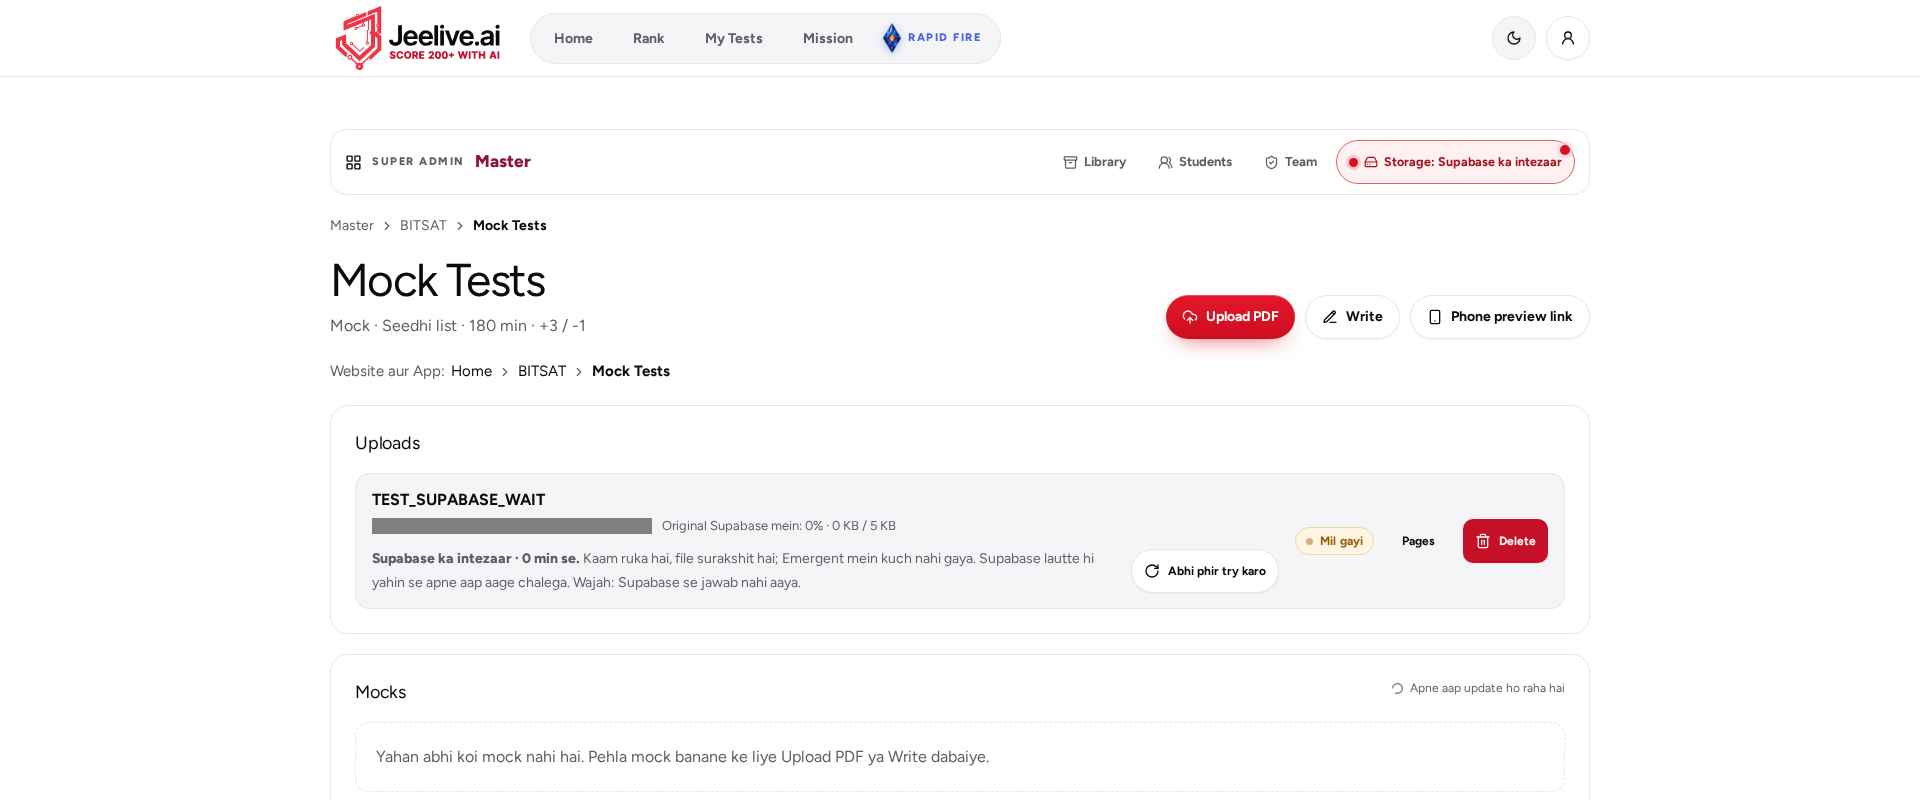 Jeelive.ai
SCORE 200+ WITH AI
Home Rank My Tests Mission RAPID FIRE
SUPER ADMIN Master
Library Students Team Storage: Supabase ka intezaar
Master > BITSAT > Mock Tests
Mock Tests
Mock · Seedhi list · 180 min · +3 / -1
Upload PDF Write Phone preview link
Website aur App: Home > BITSAT > Mock Tests
Uploads
TEST_SUPABASE_WAIT
Original Supabase mein: 0% · 0 KB / 5 KB
Supabase ka intezaar · 0 min se. Kaam ruka hai, file surakshit hai; Emergent mein kuch nahi gaya. Supabase lautte hi
yahin se apne aap aage chalega. Wajah: Supabase se jawab nahi aaya.
Abhi phir try karo
Mil gayi Pages Delete
Mocks
Apne aap update ho raha hai
Yahan abhi koi mock nahi hai. Pehla mock banane ke liye Upload PDF ya Write dabaiye.